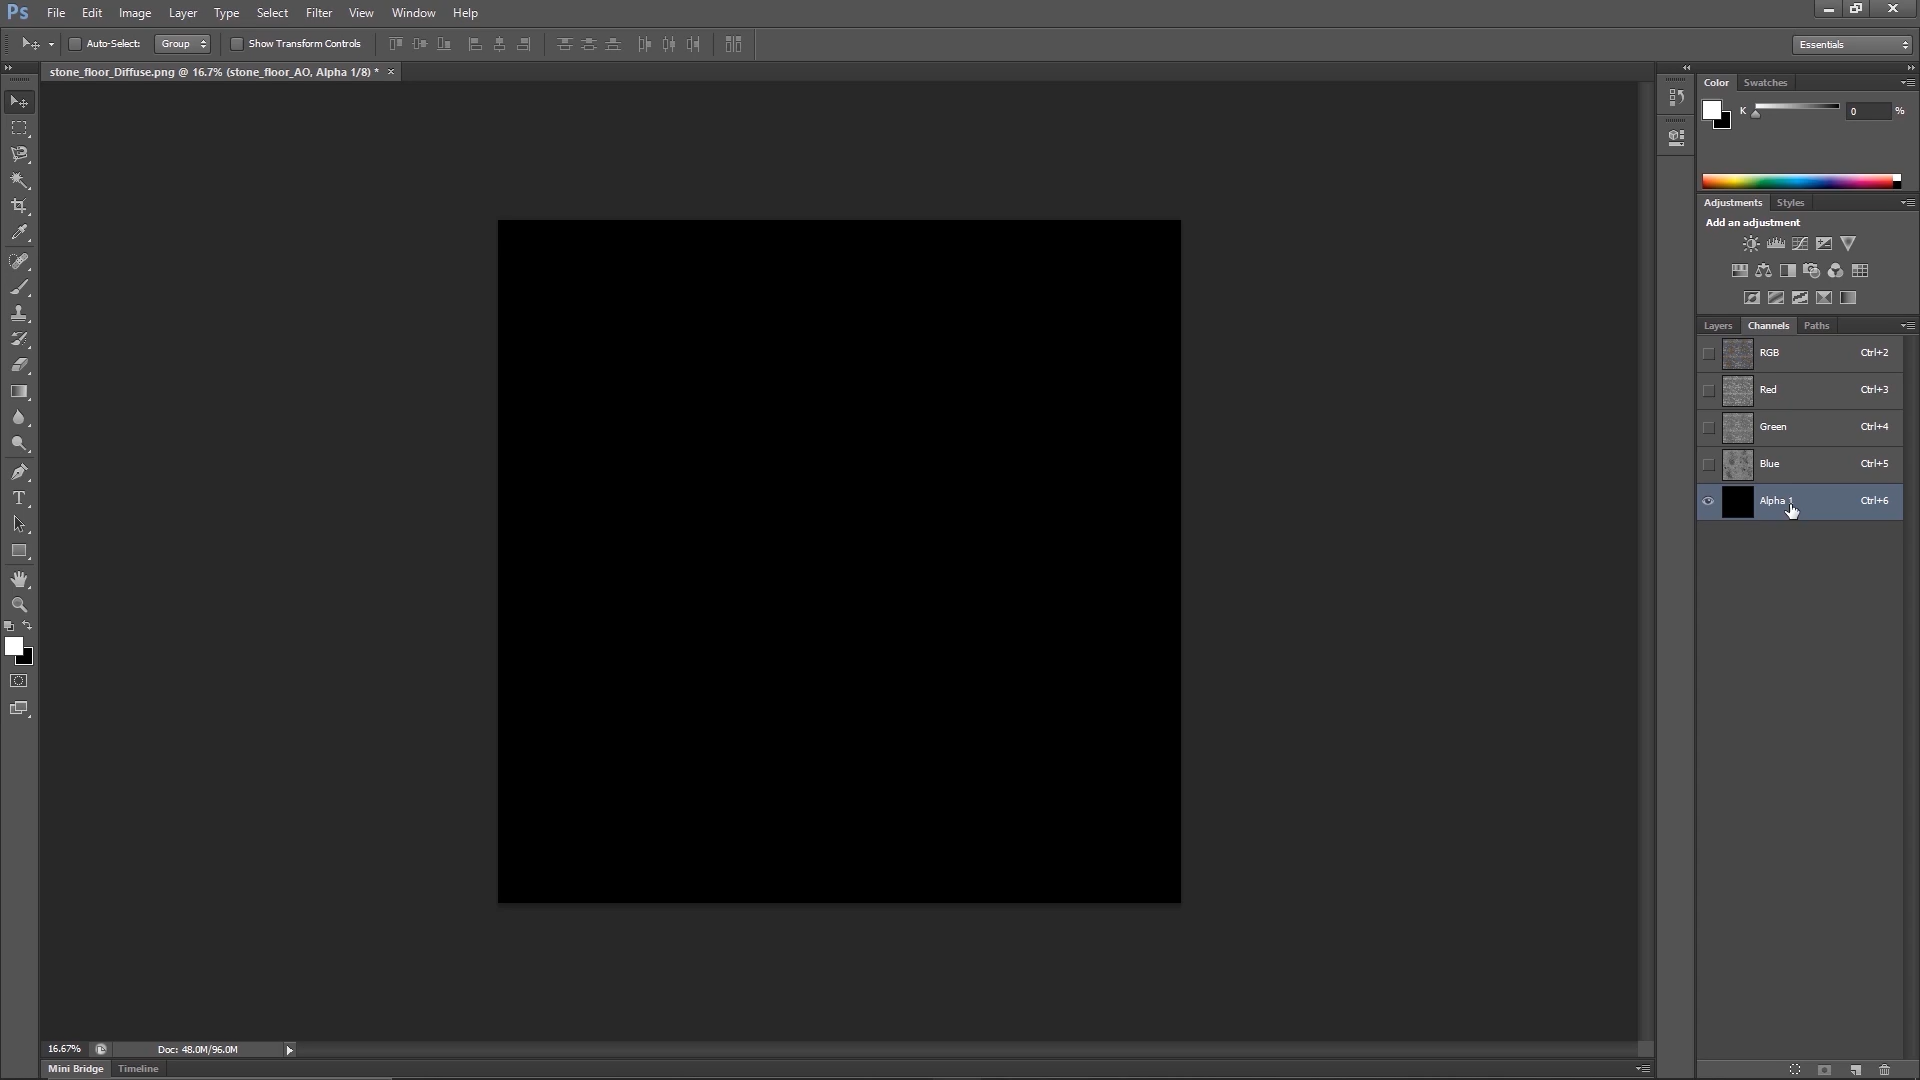 Ps File Edit Image Layer Type Select Filter View Window Help
Auto-Select: Group Show Transform Controls Essentials
stone_floor_Diffuse.png @ 16.7% (stone_floor_AO, Alpha 1/8) * ×
Color Swatches
K 0 %
Adjustments Styles
Add an adjustment
Layers Channels Paths
RGB Ctrl+2
Red Ctrl+3
Green Ctrl+4
Blue Ctrl+5
Alpha 1 Ctrl+6
T
16.67% Doc: 48.0M/96.0M
Mini Bridge Timeline